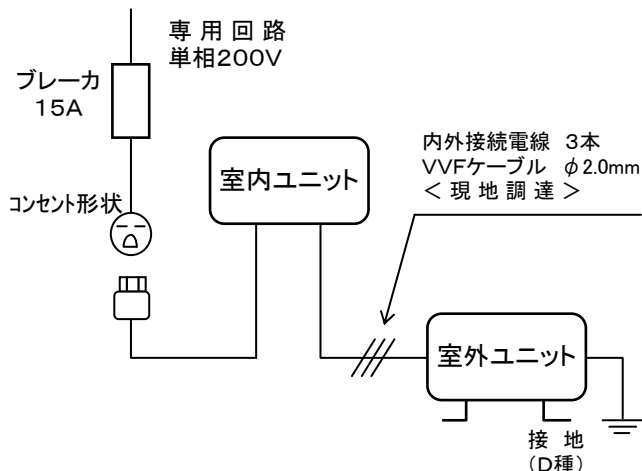 専用回路
単相200V
ブレーカ
15A
コンセント形状
室内ユニット
内外接続電線 3本
VVFケーブル φ2.0mm
<現地調達>
室外ユニット
接地
(D種)